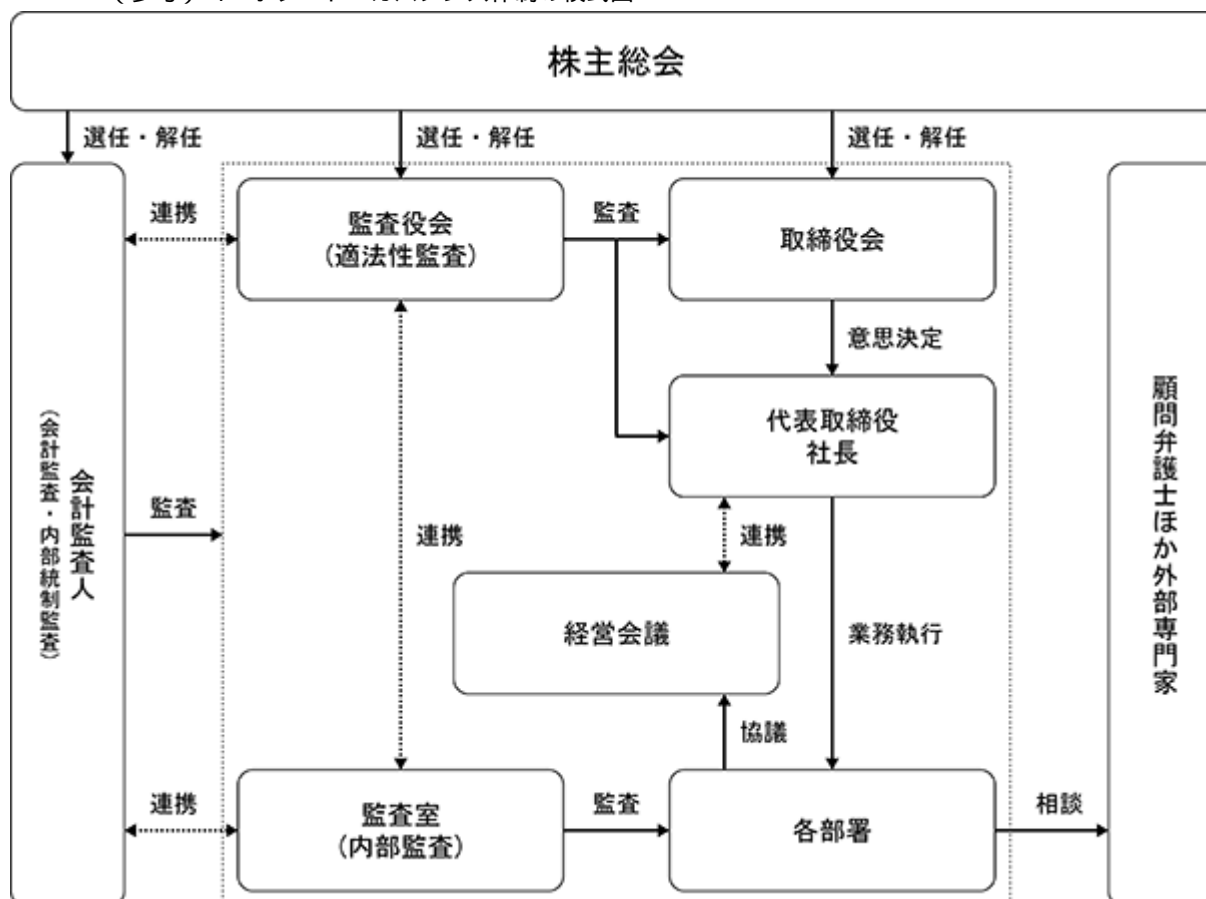 (参考)
株主総会
選任・解任
選任・解任
選任・解任
連携
監査役会
（適法性監査）
監査
取締役会
意思決定
代表取締役
社長
会計監査人
（会計監査・内部統制監査）
監査
連携
連携
経営会議
業務執行
顧問弁護士ほか外部専門家
協議
連携
監査室
（内部監査）
監査
各部署
相談